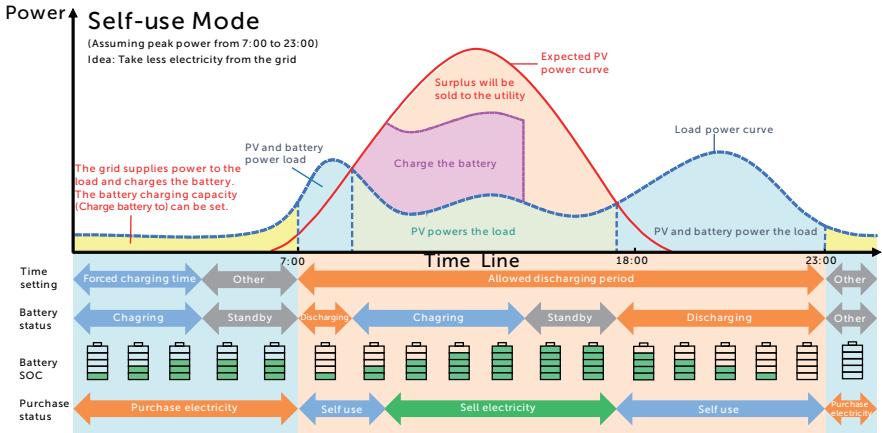 Power
Self-use Mode
(Assuming peak power from 7:00 to 23:00)
Idea: Take less electricity from the grid
Expected PV
power curve
Surplus will be
sold to the utility
Load power curve
PV and battery
power load
Charge the battery
The grid supplies power to the
load and charges the battery.
The battery charging capacity
(Charge battery to) can be set.
PV powers the load
PV and battery power the load
7:00
Time Line
18:00
23:00
Time
setting
Forced charging time
Other
Allowed discharging period
Other
Battery
status
Chagring
Standby
Discharging
Chagring
Standby
Discharging
Other
Battery
SOC
Purchase
status
Purchase electricity
Self use
Sell electricity
Self use
Purchase
electricity